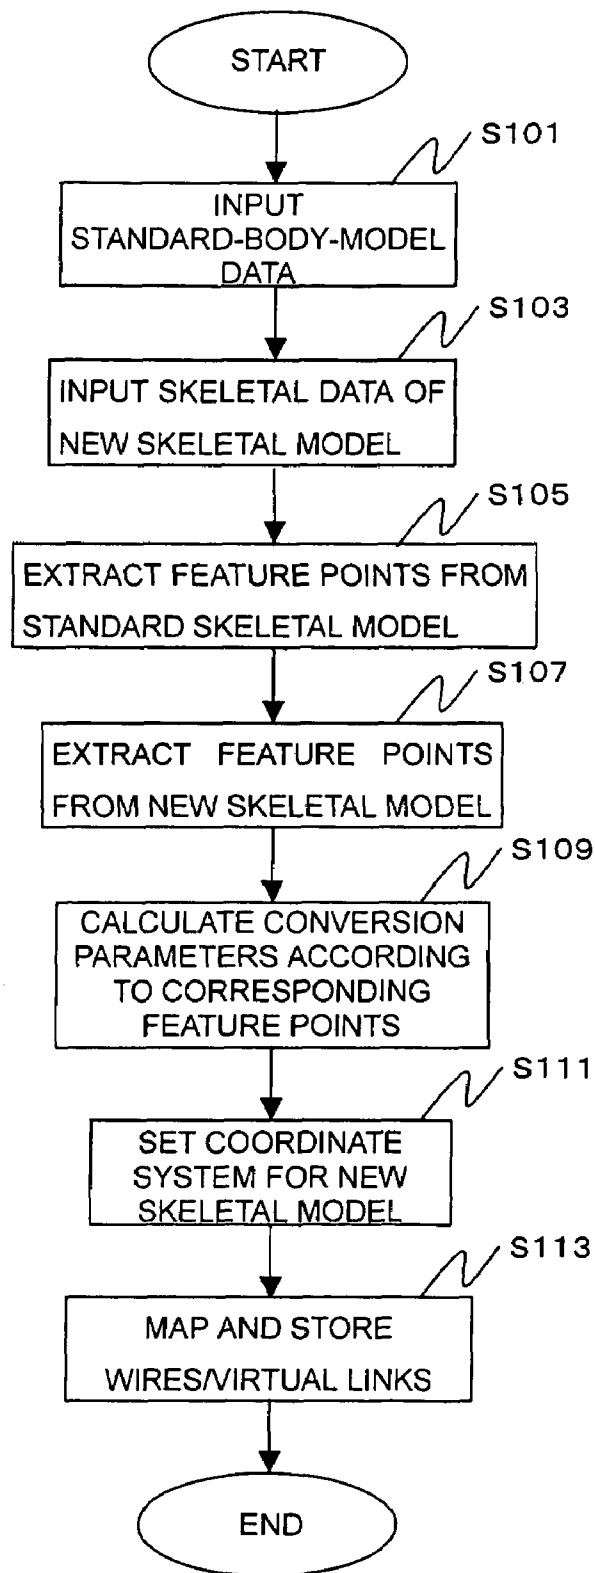 START
S101
INPUT
STANDARD-BODY-MODEL
DATA
S103
INPUT SKELETAL DATA OF
NEW SKELETAL MODEL
S105
EXTRACT FEATURE POINTS FROM
STANDARD SKELETAL MODEL
S107
EXTRACT FEATURE POINTS
FROM NEW SKELETAL MODEL
S109
CALCULATE CONVERSION
PARAMETERS ACCORDING
TO CORRESPONDING
FEATURE POINTS
S111
SET COORDINATE
SYSTEM FOR NEW
SKELETAL MODEL
S113
MAP AND STORE
WIRES/VIRTUAL LINKS
END